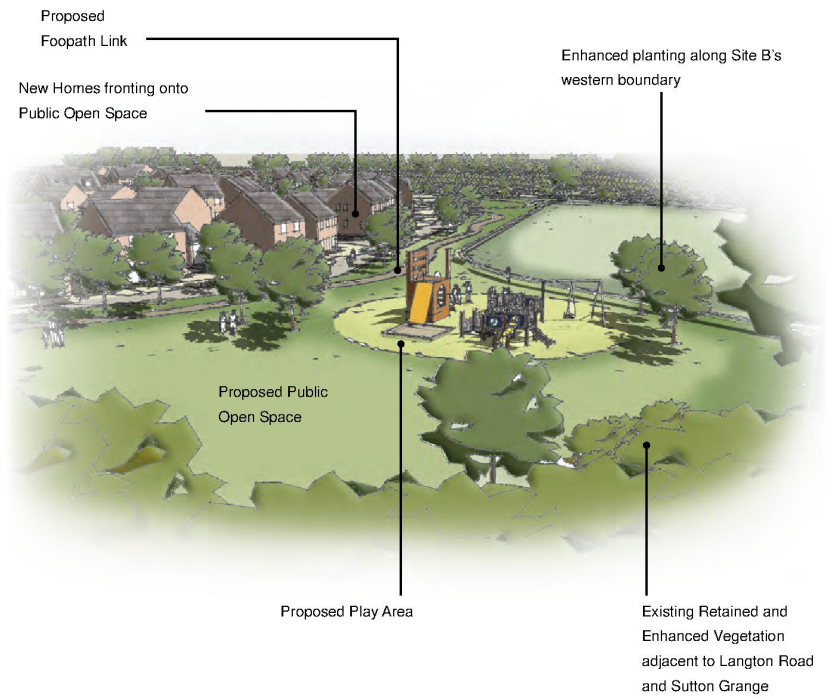 Proposed
Foopath Link
New Homes fronting onto
Public Open Space
Enhanced planting along Site B's
western boundary
Proposed Public
Open Space
Proposed Play Area
Existing Retained and
Enhanced Vegetation
adjacent to Langton Road
and Sutton Grange